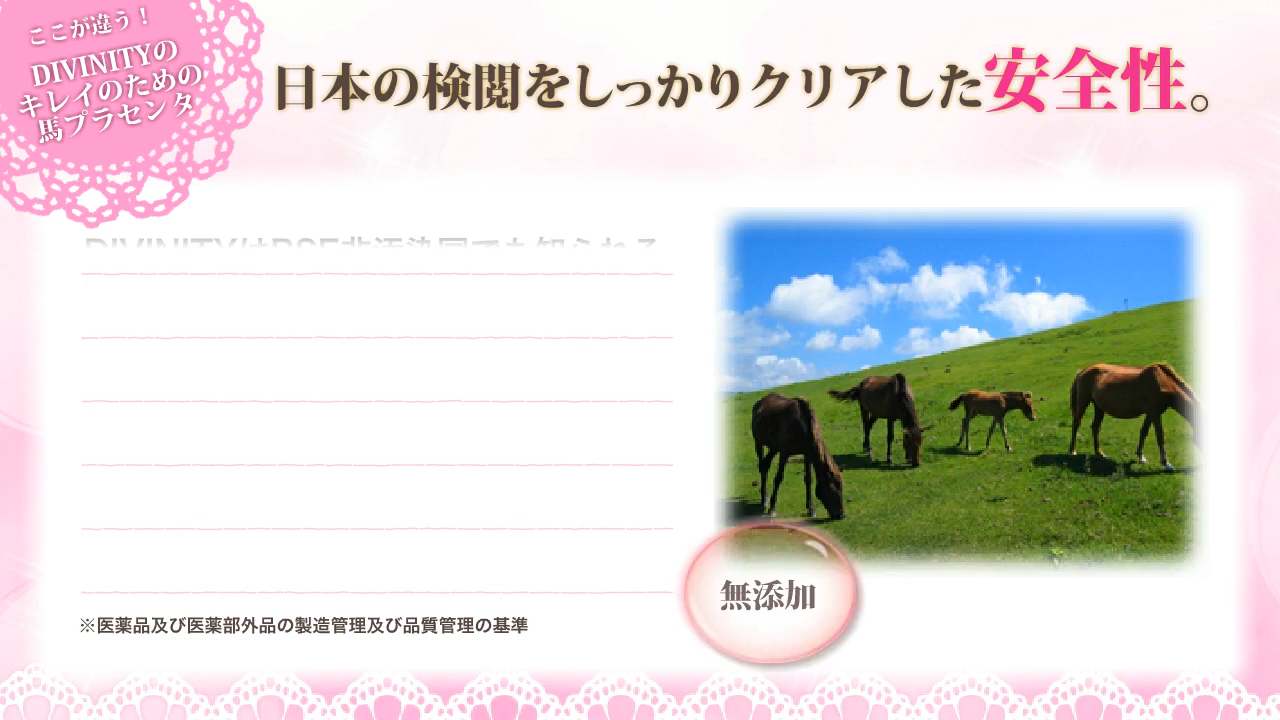 ここが違う！
DIVINITYの
キレイのための
馬プラセンタ
日本の検閲をしっかりクリアした安全性。
無添加
※医薬品及び医薬部外品の製造管理及び品質管理の基準